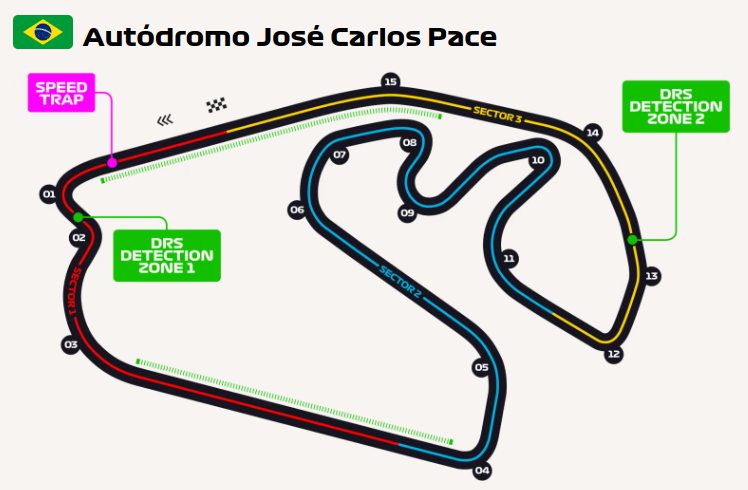 Autódromo José Carlos Pace
SPEED
TRAP
DRS
DETECTION
ZONE 2
DRS
DETECTION
ZONE 1
SECTOR 1
SECTOR 2
SECTOR 3
01
02
03
04
05
06
07
08
09
10
11
12
13
14
15